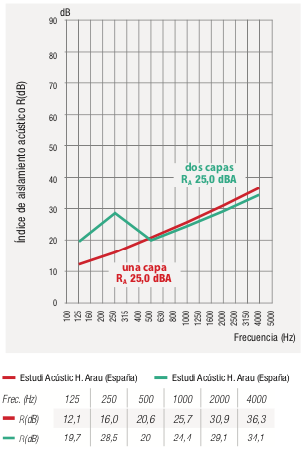 dB
90
80
70
60
50
40
30
20
10
0
Índice de aislamiento acústico R(dB)
dos capas
RA 25,0 dBA
una capa
RA 25,0 dBA
100 125 160 200 250 315 400 500 630 800 1000 1250 1600 2000 2500 3150 4000 5000
Frecuencia (Hz)
Estudi Acústic H. Arau (España) Estudi Acústic H. Arau (España)
Frec. (Hz) 125 250 500 1000 2000 4000
R(dB) 12,1 16,0 20,6 25,7 30,9 36,3
R(dB) 19,7 28,5 20 24,4 29,1 34,1